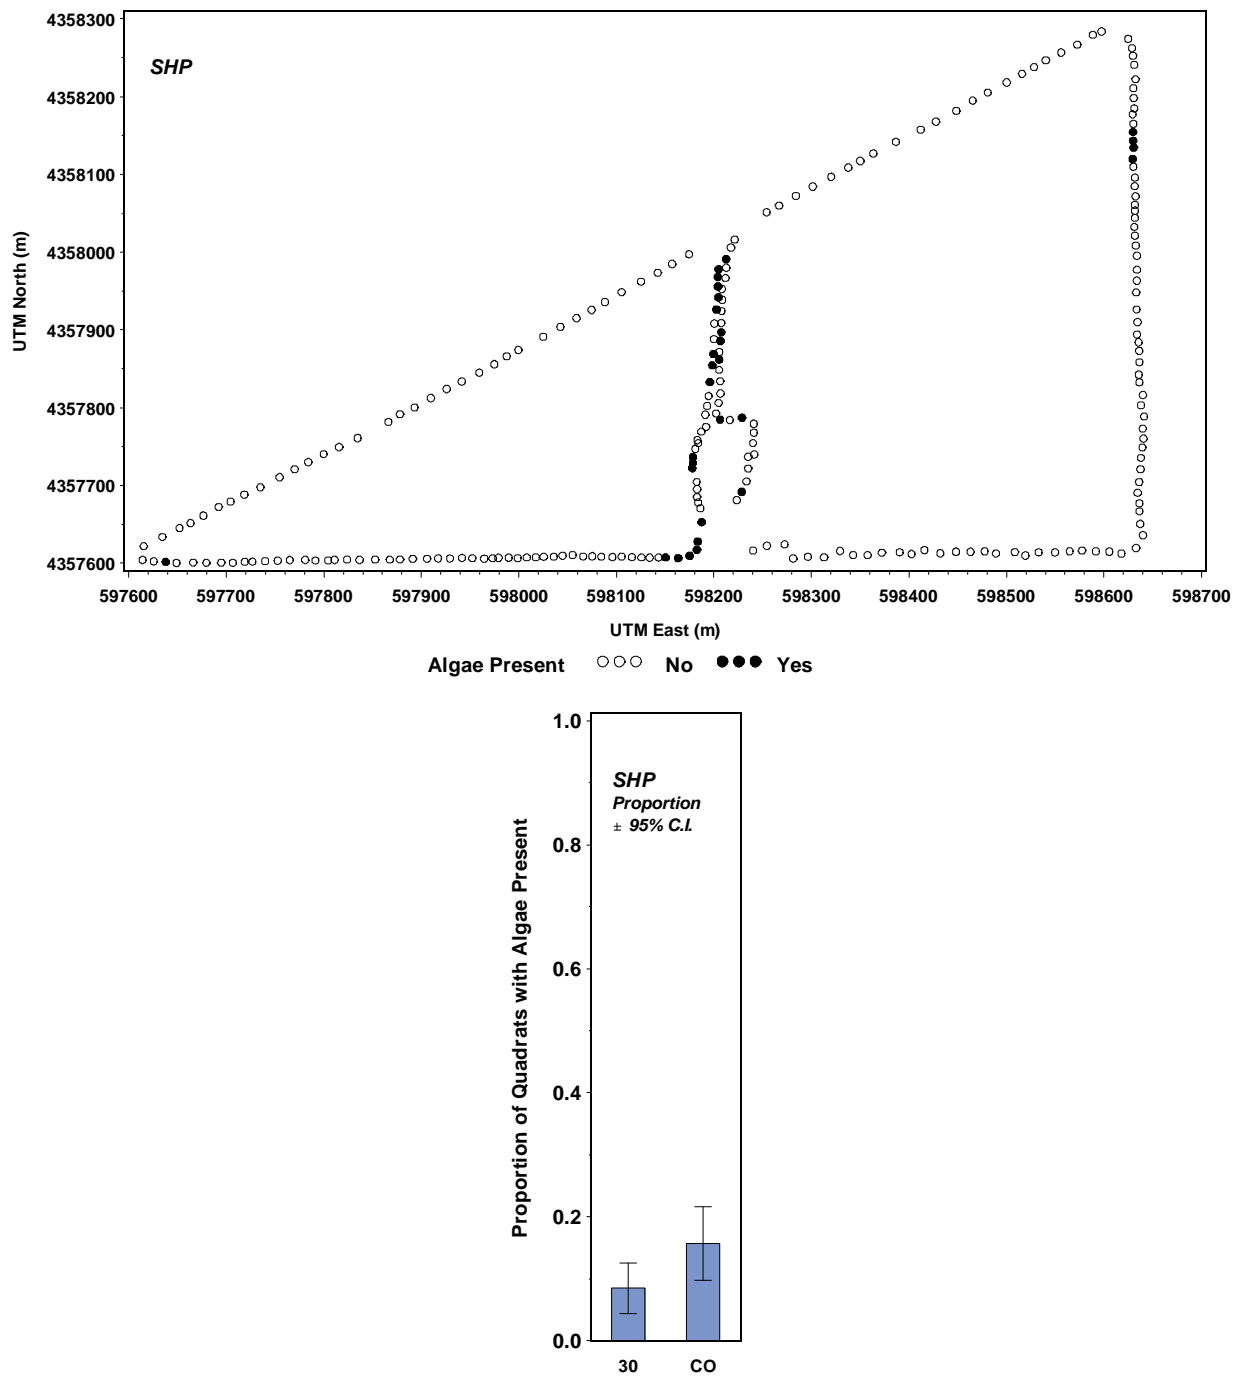 4358300
4358200
4358100
4358000
4357900
4357800
4357700
4357600
UTM North (m)
SHP
597600 597700 597800 597900 598000 598100 598200 598300 598400 598500 598600 598700
UTM East (m)
Algae Present No Yes
1.0
0.8
0.6
0.4
0.2
0.0
Proportion of Quadrats with Algae Present
SHP
Proportion
± 95% C.I.
30 CO